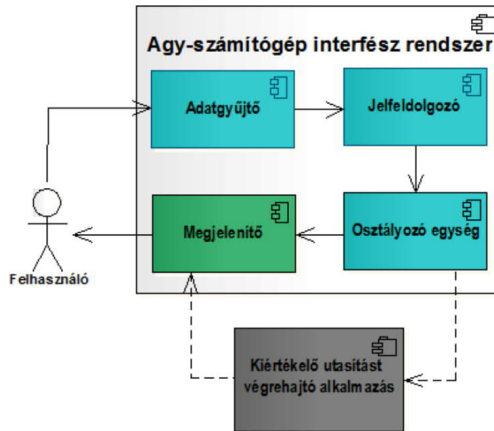 Agy-számítógép interfész rendszer
Adatgyűjtő
Jelfeldolgozó
Megjelenítő
Osztályozó egység
Felhasználó
Kiértékelő utasítást
végrehajtó alkalmazás